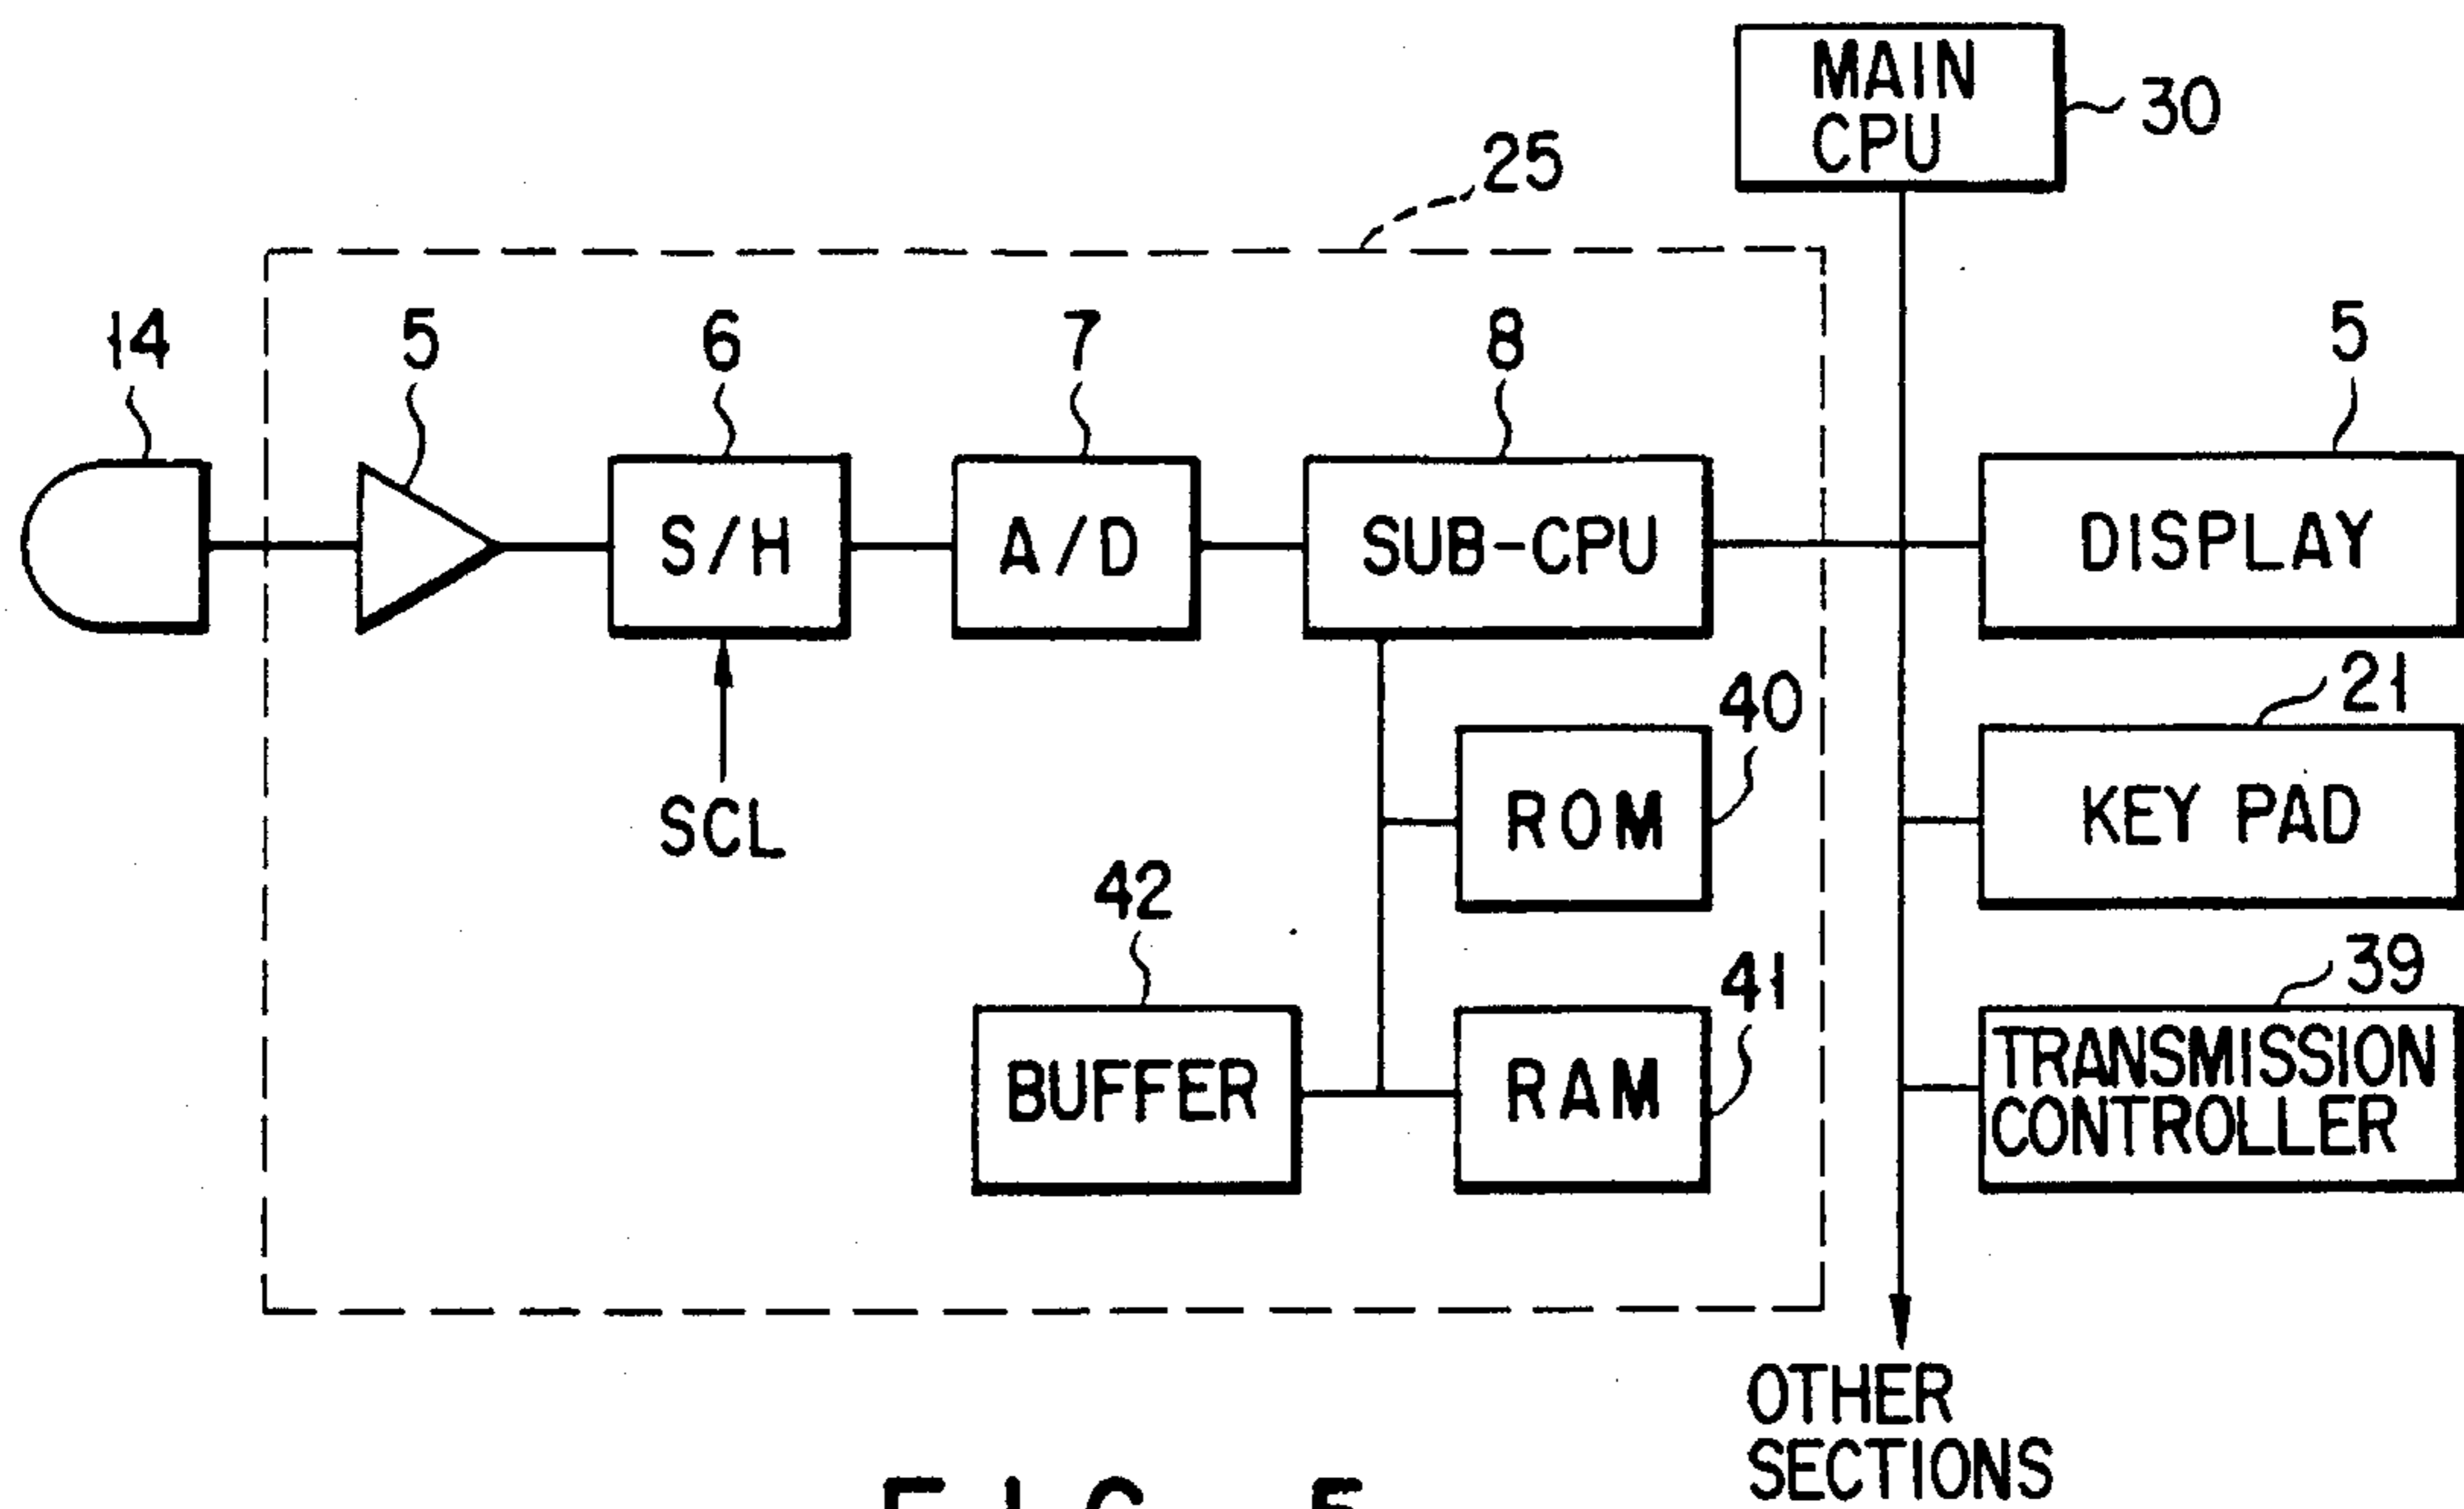 MAIN
CPU
30
25
14
5
6
7
8
5
S/H
A/D
SUB-CPU
DISPLAY
SCL
40
ROM
21
KEY PAD
42
BUFFER
41
RAM
39
TRANSMISSION
CONTROLLER
OTHER
SECTIONS